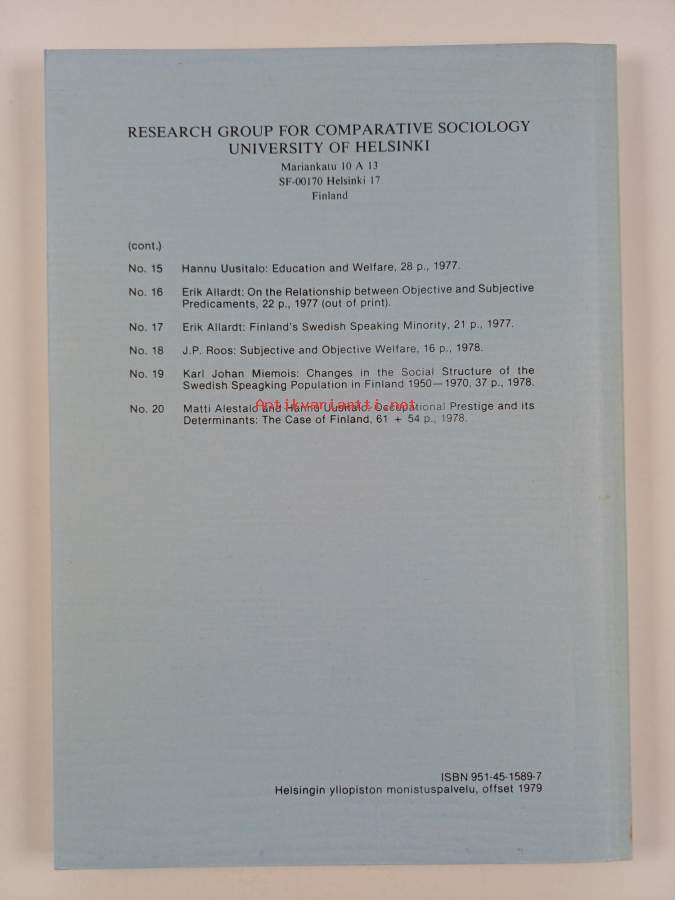 RESEARCH GROUP FOR COMPARATIVE SOCIOLOGY
UNIVERSITY OF HELSINKI
Mariankatu 10 A 13
SF-00170 Helsinki 17
Finland
(cont.)
No. 15 Hannu Uusitalo: Education and Welfare, 28 p., 1977.
No. 16 Erik Allardt: On the Relationship between Objective and Subjective
Predicaments, 22 p., 1977 (out of print).
No. 17 Erik Allardt: Finland's Swedish Speaking Minority, 21 p., 1977.
No. 18 J.P. Roos: Subjective and Objective Welfare, 16 p., 1978.
No. 19 Karl Johan Miemois: Changes in the Social Structure of the
Swedish Speagking Population in Finland 1950—1970, 37 p., 1978.
No. 20 Matti Alestalo and Hannu Uusitalo: Occupational Prestige and its
Antikvariaatti.net
Determinants: The Case of Finland, 61 + 54 p., 1978.
ISBN 951-45-1589-7
Helsingin yliopiston monistuspalvelu, offset 1979